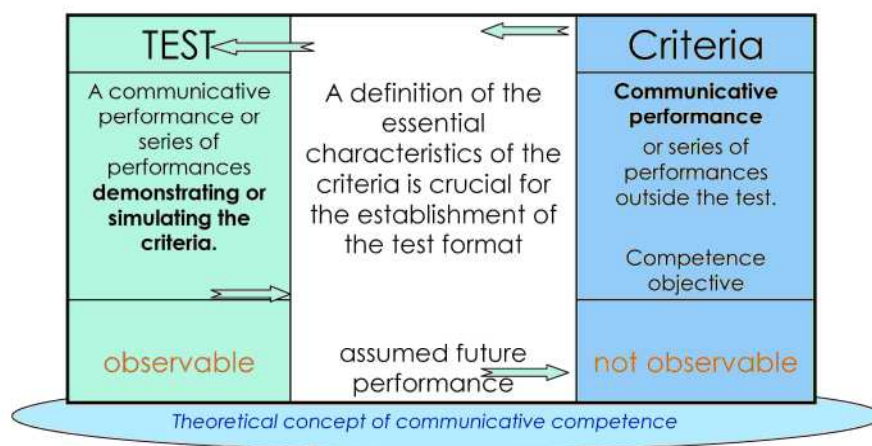 TEST
A communicative
performance or
series of
performances
demonstrating or
simulating the
criteria.
observable
A definition of the
essential
characteristics of the
criteria is crucial for
the establishment of
the test format
assumed future
performance
Criteria
Communicative
performance
or series of
performances
outside the test.
Competence
objective
not observable
Theoretical concept of communicative competence